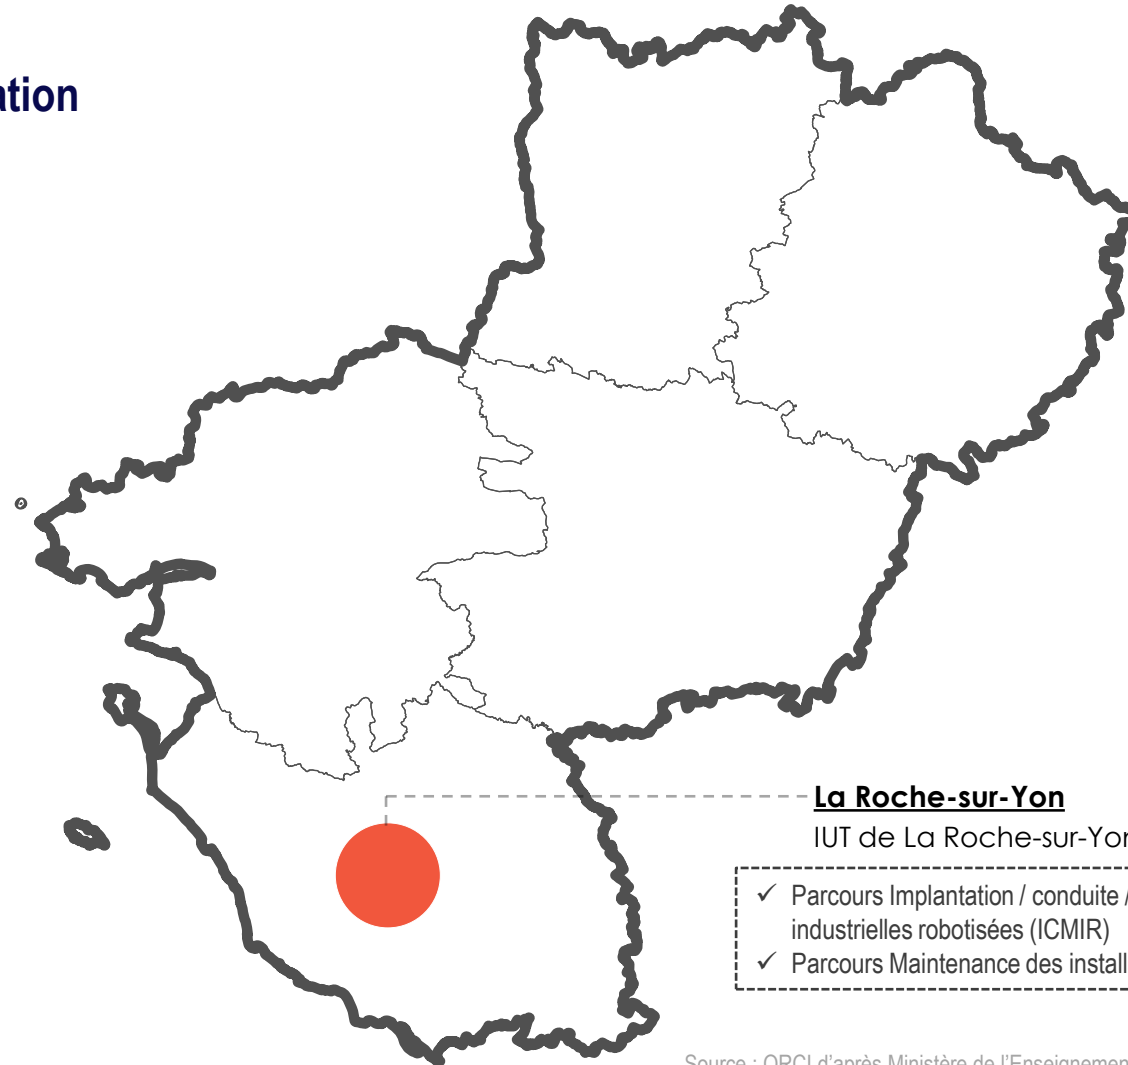 ation
La Roche-sur-Yon
IUT de La Roche-sur-Yon
✓ Parcours Implantation / conduite /
industrielles robotisées (ICMIR)
✓ Parcours Maintenance des install
Source : ORCI d'après Ministère de l'Enseignemen